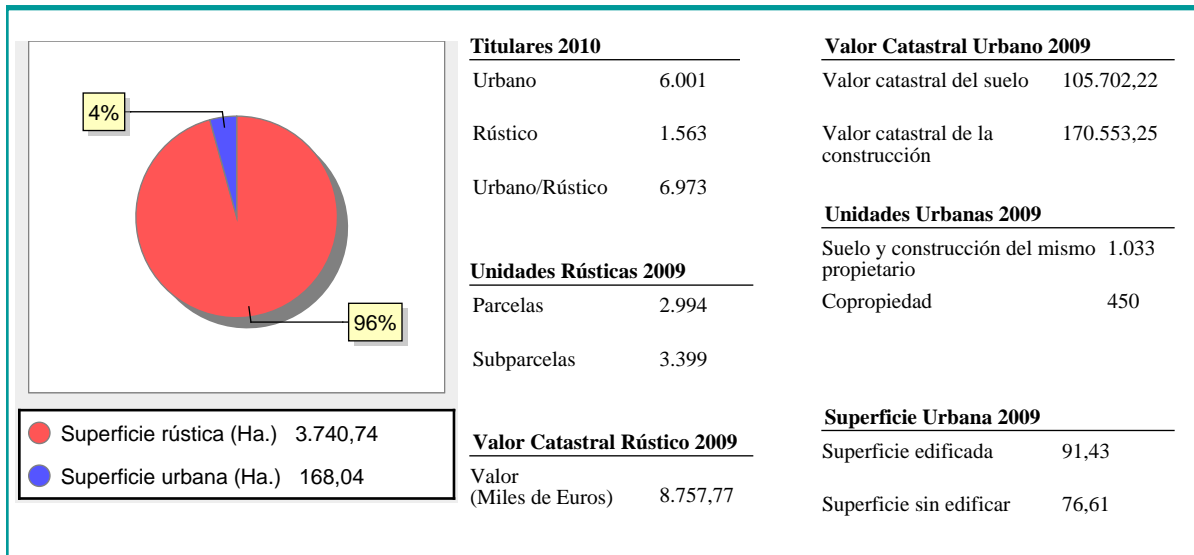 4%
96%
Superficie rústica (Ha.) 3.740,74
Superficie urbana (Ha.) 168,04
Titulares 2010
Urbano 6.001
Rústico 1.563
Urbano/Rústico 6.973
Unidades Rústicas 2009
Parcelas 2.994
Subparcelas 3.399
Valor Catastral Rústico 2009
Valor
(Miles de Euros) 8.757,77
Valor Catastral Urbano 2009
Valor catastral del suelo 105.702,22
Valor catastral de la 170.553,25
construcción
Unidades Urbanas 2009
Suelo y construcción del mismo 1.033
propietario
Copropiedad 450
Superficie Urbana 2009
Superficie edificada 91,43
Superficie sin edificar 76,61